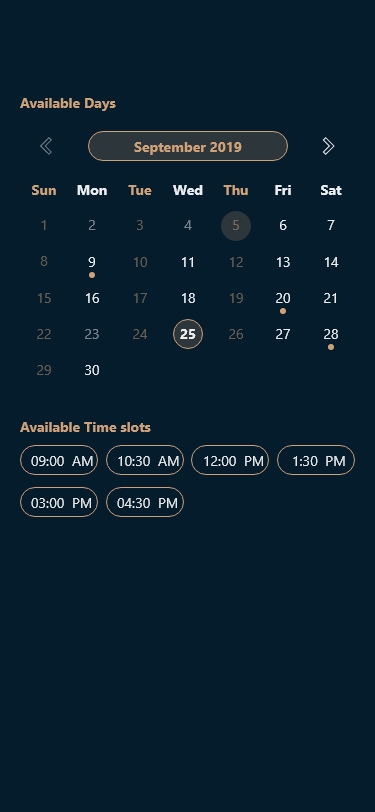 Available Days
September 2019
Sun Mon Tue Wed Thu Fri Sat
1 2 3 4 5 6 7
8 9 10 11 12 13 14
15 16 17 18 19 20 21
22 23 24 25 26 27 28
29 30
Available Time slots
09:00 AM 10:30 AM 12:00 PM 1:30 PM
03:00 PM 04:30 PM